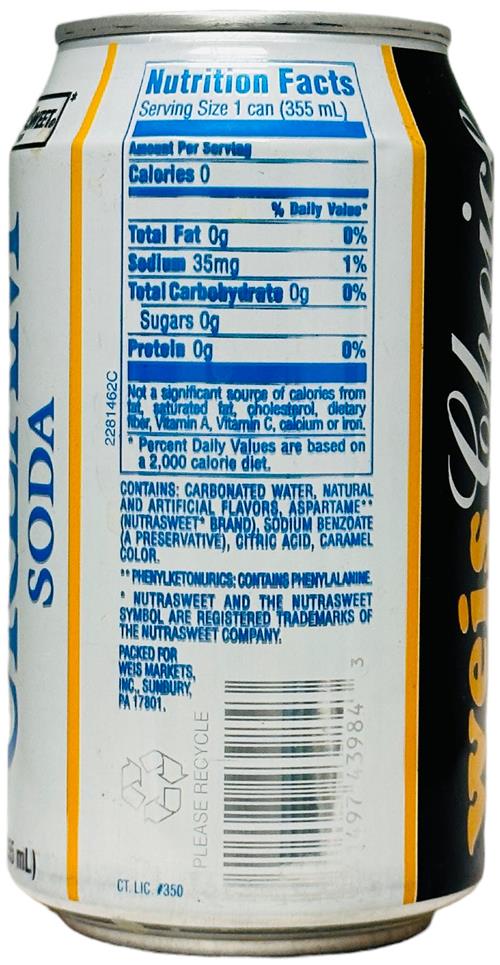 Nutrition Facts
Serving Size 1 can (355 mL)
Amount Per Serving
Calories 0
% Daily Value*
Total Fat 0g 0%
Sodium 35mg 1%
Total Carbohydrate 0g 0%
Sugars 0g
Protein 0g 0%
Not a significant source of calories from
fat, saturated fat, cholesterol, dietary
fiber, Vitamin A, Vitamin C, calcium or iron.
* Percent Daily Values are based on
a 2,000 calorie diet.
2281462C
CONTAINS: CARBONATED WATER, NATURAL
AND ARTIFICIAL FLAVORS, ASPARTAME**
(NUTRASWEET* BRAND), SODIUM BENZOATE
(A PRESERVATIVE), CITRIC ACID, CARAMEL
COLOR.
** PHENYLKETONURICS: CONTAINS PHENYLALANINE.
* NUTRASWEET AND THE NUTRASWEET
SYMBOL ARE REGISTERED TRADEMARKS OF
THE NUTRASWEET COMPANY.
PACKED FOR
WEIS MARKETS,
INC., SUNBURY,
PA 17801.
PLEASE RECYCLE
43984 3
CT. LIC. #350
SODA
mL)
weis Choice